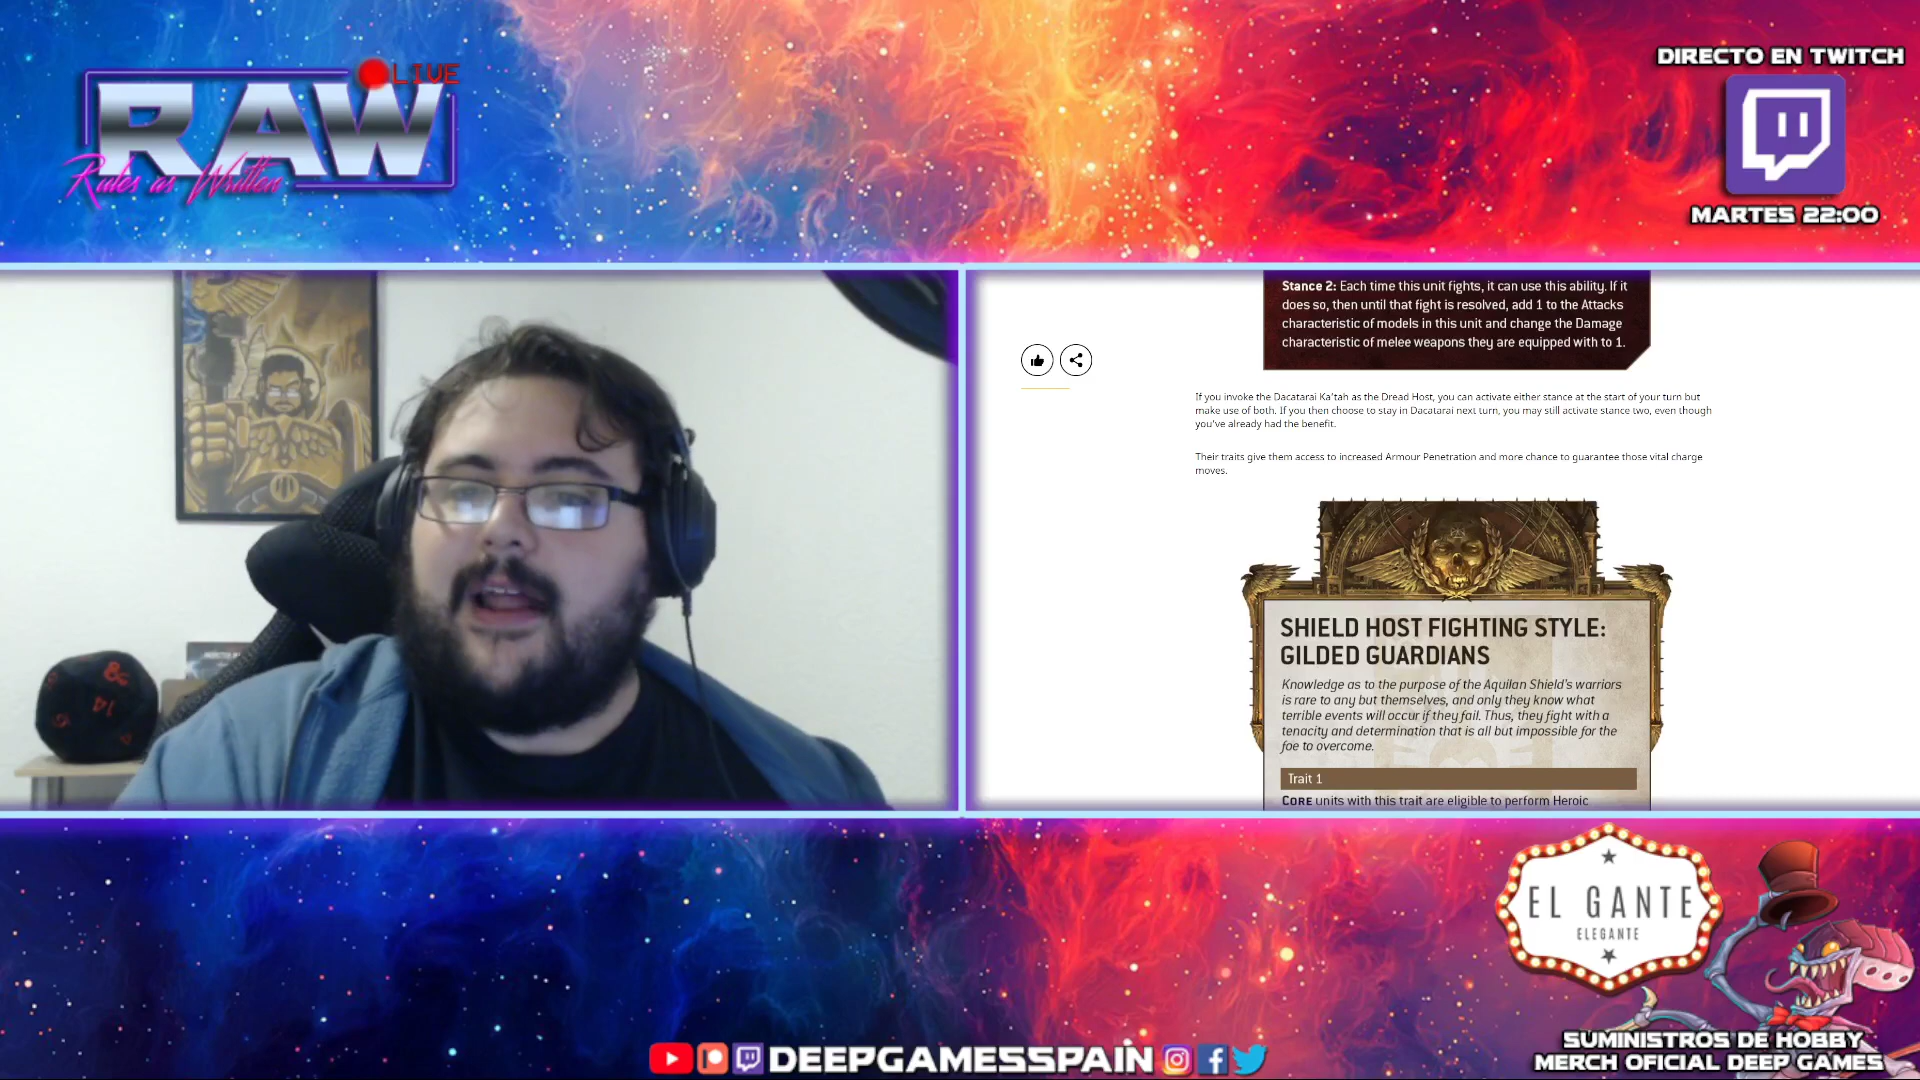 LIVE
RAW
Rules as Written
DIRECTO EN TWITCH
MARTES 22:00
Stance 2: Each time this unit fights, it can use this ability. If it
does so, then until that fight is resolved, add 1 to the Attacks
characteristic of models in this unit and change the Damage
characteristic of melee weapons they are equipped with to 1.
If you invoke the Dacatarai Ka'tah as the Dread Host, you can activate either stance at the start of your turn but
make use of both. If you then choose to stay in Dacatarai next turn, you may still activate stance two, even though
you've already had the benefit.
Their traits give them access to increased Armour Penetration and more chance to guarantee those vital charge
moves.
SHIELD HOST FIGHTING STYLE:
GILDED GUARDIANS
Knowledge as to the purpose of the Aquilan Shield's warriors
is rare to any but themselves, and only they know what
terrible events will occur if they fail. Thus, they fight with a
tenacity and determination that is all but impossible for the
foe to overcome.
Trait 1
CORE units with this trait are eligible to perform Heroic
8
14
EL GANTE
ELEGANTE
SUMINISTROS DE HOBBY
MERCH OFICIAL DEEP GAMES
DEEPGAMESSPAIN